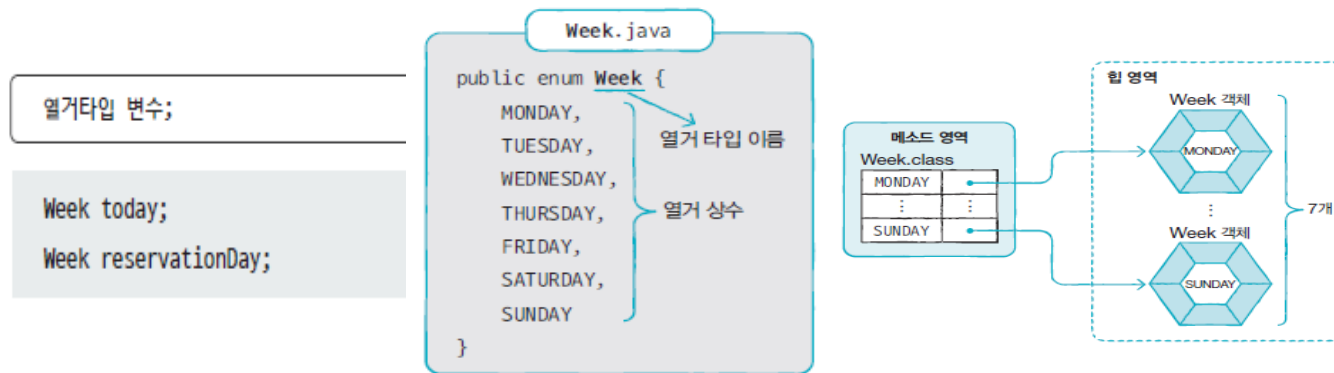 열거타입 변수;
Week today;
Week reservationDay;
Week.java
public enum Week {
MONDAY,
TUESDAY,
WEDNESDAY,
THURSDAY,
FRIDAY,
SATURDAY,
SUNDAY
}
열거 타입 이름
열거 상수
메소드 영역
Week.class
MONDAY
⋮ ⋮
SUNDAY
힙 영역
Week 객체
MONDAY
⋮
Week 객체
SUNDAY
7개